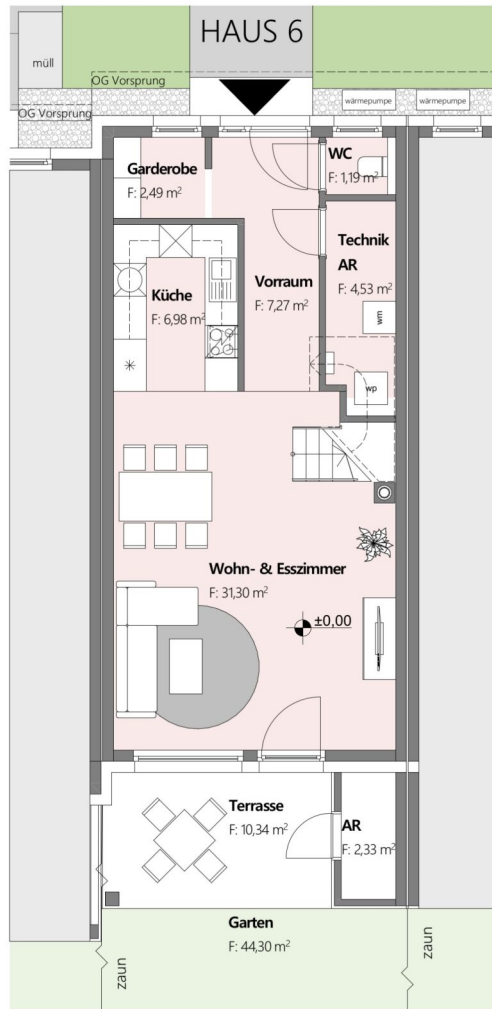 HAUS 6
müll
OG Vorsprung
OG Vorsprung
wärmepumpe
wärmepumpe
Garderobe
F: 2,49 m²
WC
F: 1,19 m²
Technik
AR
F: 4,53 m²
Küche
F: 6,98 m²
Vorraum
F: 7,27 m²
wm
wp
Wohn- & Esszimmer
F: 31,30 m²
±0,00
Terrasse
F: 10,34 m²
AR
F: 2,33 m²
Garten
F: 44,30 m²
zaun
zaun